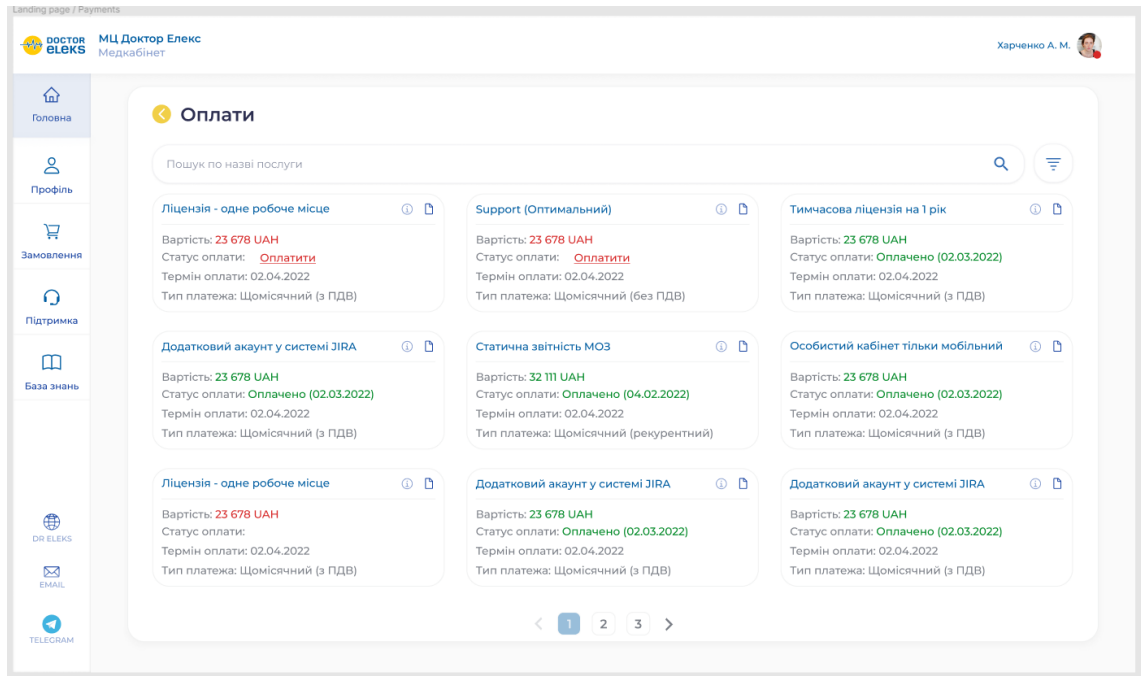 Landing page / Payments
DOCTOR
ELEKS
МЦ Доктор Елекс
Медкабінет
Харченко А. М.
Головна
Профіль
Замовлення
Підтримка
База знань
DR ELEKS
EMAIL
TELEGRAM
Оплати
Пошук по назві послуги
Ліцензія - одне робоче місце
Вартість: 23 678 UAH
Статус оплати: Оплатити
Термін оплати: 02.04.2022
Тип платежа: Щомісячний (з ПДВ)
Support (Оптимальний)
Вартість: 23 678 UAH
Статус оплати: Оплатити
Термін оплати: 02.04.2022
Тип платежа: Щомісячний (без ПДВ)
Тимчасова ліцензія на 1 рік
Вартість: 23 678 UAH
Статус оплати: Оплачено (02.03.2022)
Термін оплати: 02.04.2022
Тип платежа: Щомісячний (з ПДВ)
Додатковий акаунт у системі JIRA
Вартість: 23 678 UAH
Статус оплати: Оплачено (02.03.2022)
Термін оплати: 02.04.2022
Тип платежа: Щомісячний (з ПДВ)
Статична звітність МОЗ
Вартість: 32 111 UAH
Статус оплати: Оплачено (04.02.2022)
Термін оплати: 02.04.2022
Тип платежа: Щомісячний (рекурентний)
Особистий кабінет тільки мобільний
Вартість: 23 678 UAH
Статус оплати: Оплачено (02.03.2022)
Термін оплати: 02.04.2022
Тип платежа: Щомісячний (з ПДВ)
Ліцензія - одне робоче місце
Вартість: 23 678 UAH
Статус оплати:
Термін оплати: 02.04.2022
Тип платежа: Щомісячний (з ПДВ)
Додатковий акаунт у системі JIRA
Вартість: 23 678 UAH
Статус оплати: Оплачено (02.03.2022)
Термін оплати: 02.04.2022
Тип платежа: Щомісячний (з ПДВ)
Додатковий акаунт у системі JIRA
Вартість: 23 678 UAH
Статус оплати: Оплачено (02.03.2022)
Термін оплати: 02.04.2022
Тип платежа: Щомісячний (з ПДВ)
1 2 3